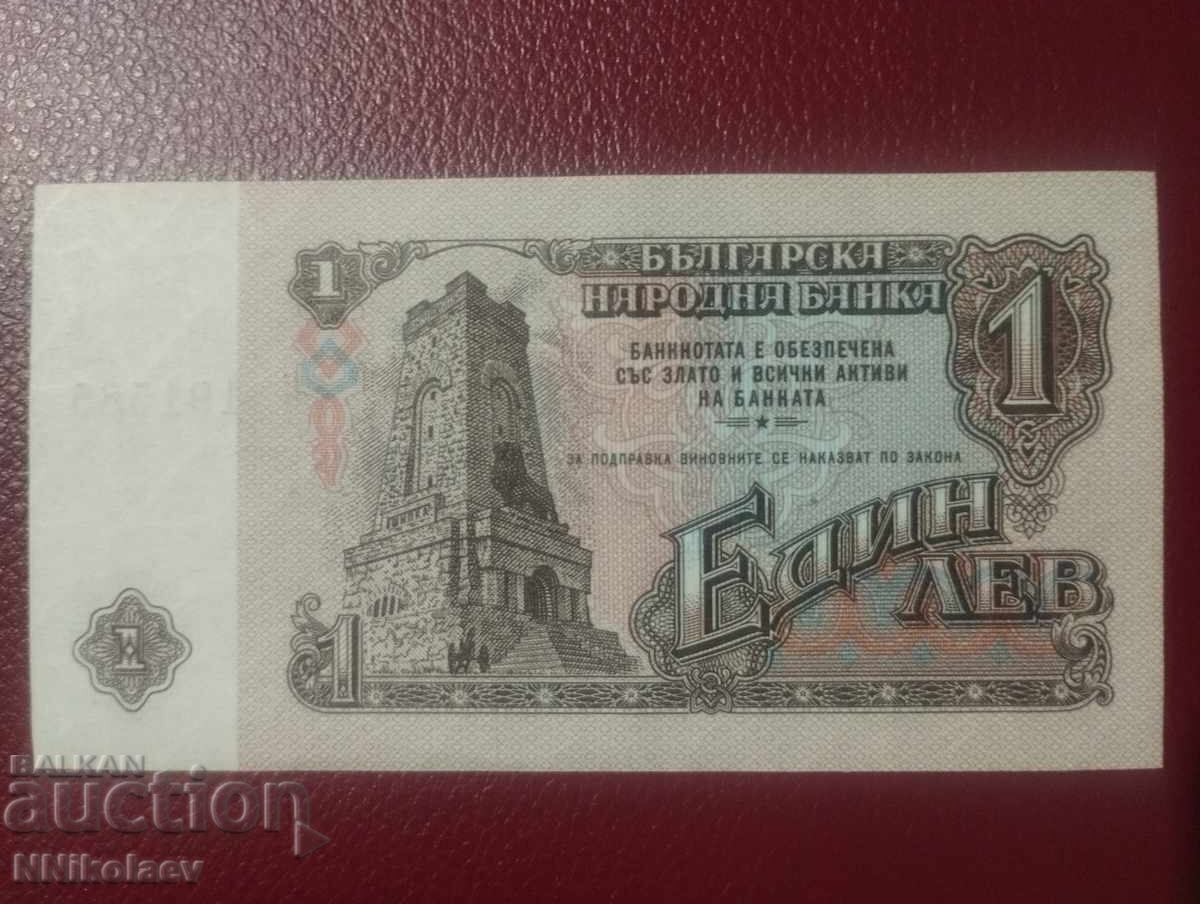 1
БЪЛГАРСКА
НАРОДНА БАНКА
1
БАНКНОТАТА Е ОБЕЗПЕЧЕНА
СЪС ЗЛАТО И ВСИЧКИ АКТИВИ
НА БАНКАТА
ЗА ПОДПРАВКА ВИНОВНИТЕ СЕ НАКАЗВАТ ПО ЗАКОНА
ЕДИН
ЛЕВ
1
1
BALKAN
auction
NNikolaev